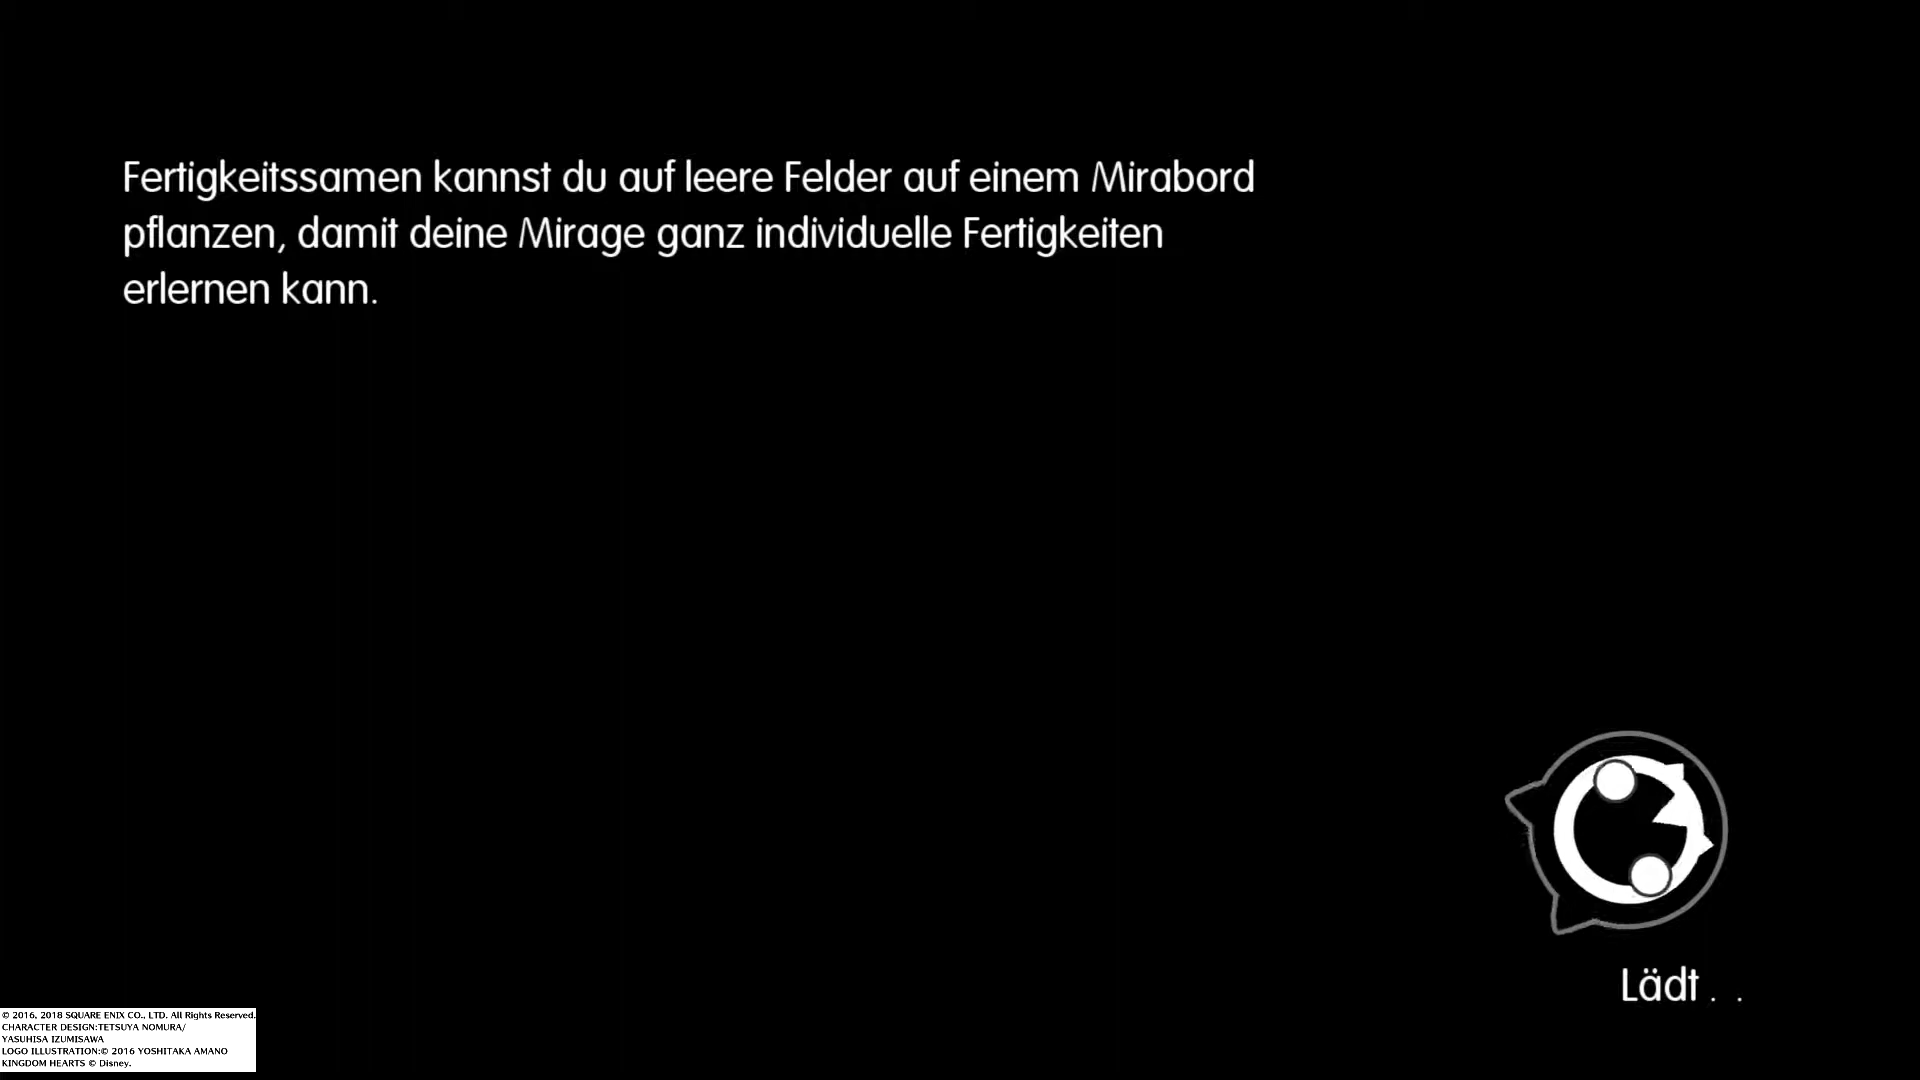 Fertigkeitssamen kannst du auf leere Felder auf einem Mirabord
pflanzen, damit deine Mirage ganz individuelle Fertigkeiten
erlernen kann.
Lädt . .
© 2016, 2018 SQUARE ENIX CO., LTD. All Rights Reserved.
CHARACTER DESIGN:TETSUYA NOMURA/
YASUHISA IZUMISAWA
LOGO ILLUSTRATION:© 2016 YOSHITAKA AMANO
KINGDOM HEARTS © Disney.